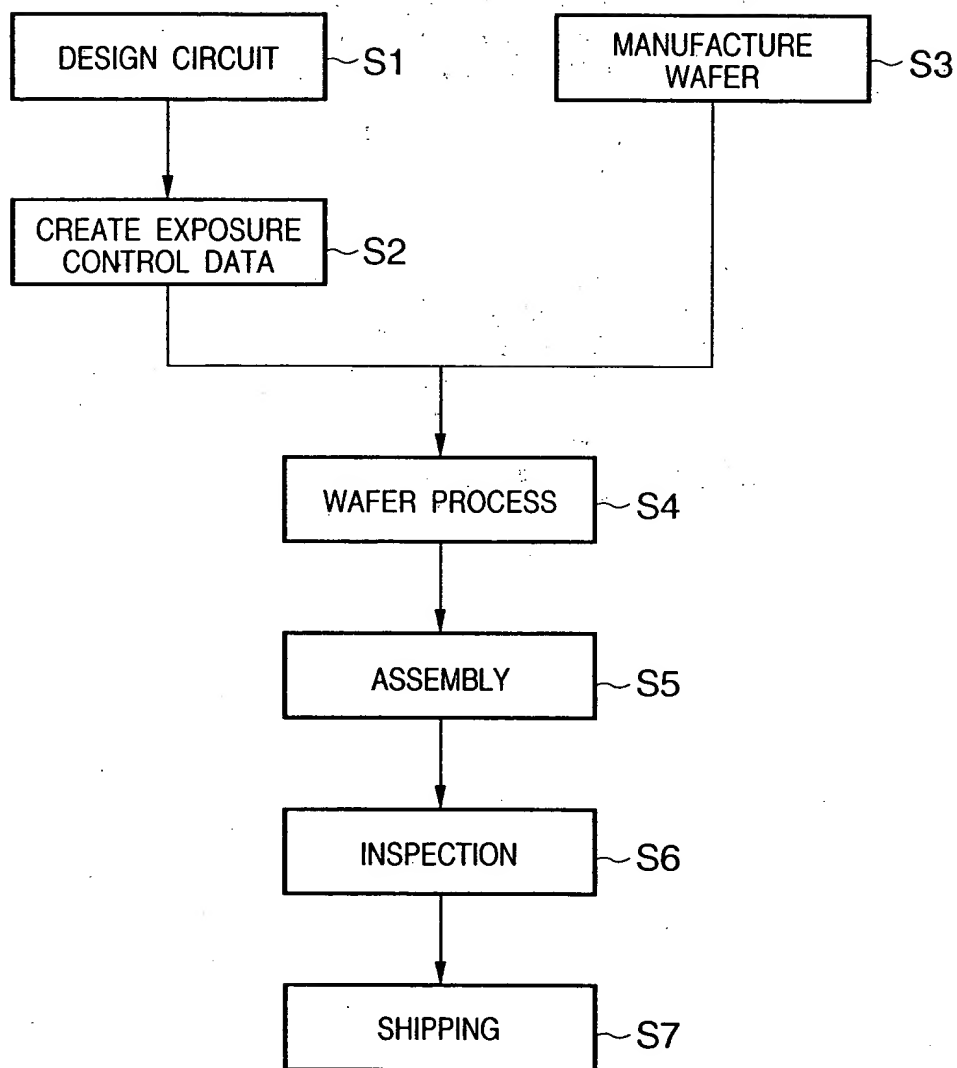 DESIGN CIRCUIT
S1
MANUFACTURE
WAFER
S3
CREATE EXPOSURE
CONTROL DATA
S2
WAFER PROCESS
S4
ASSEMBLY
S5
INSPECTION
S6
SHIPPING
S7